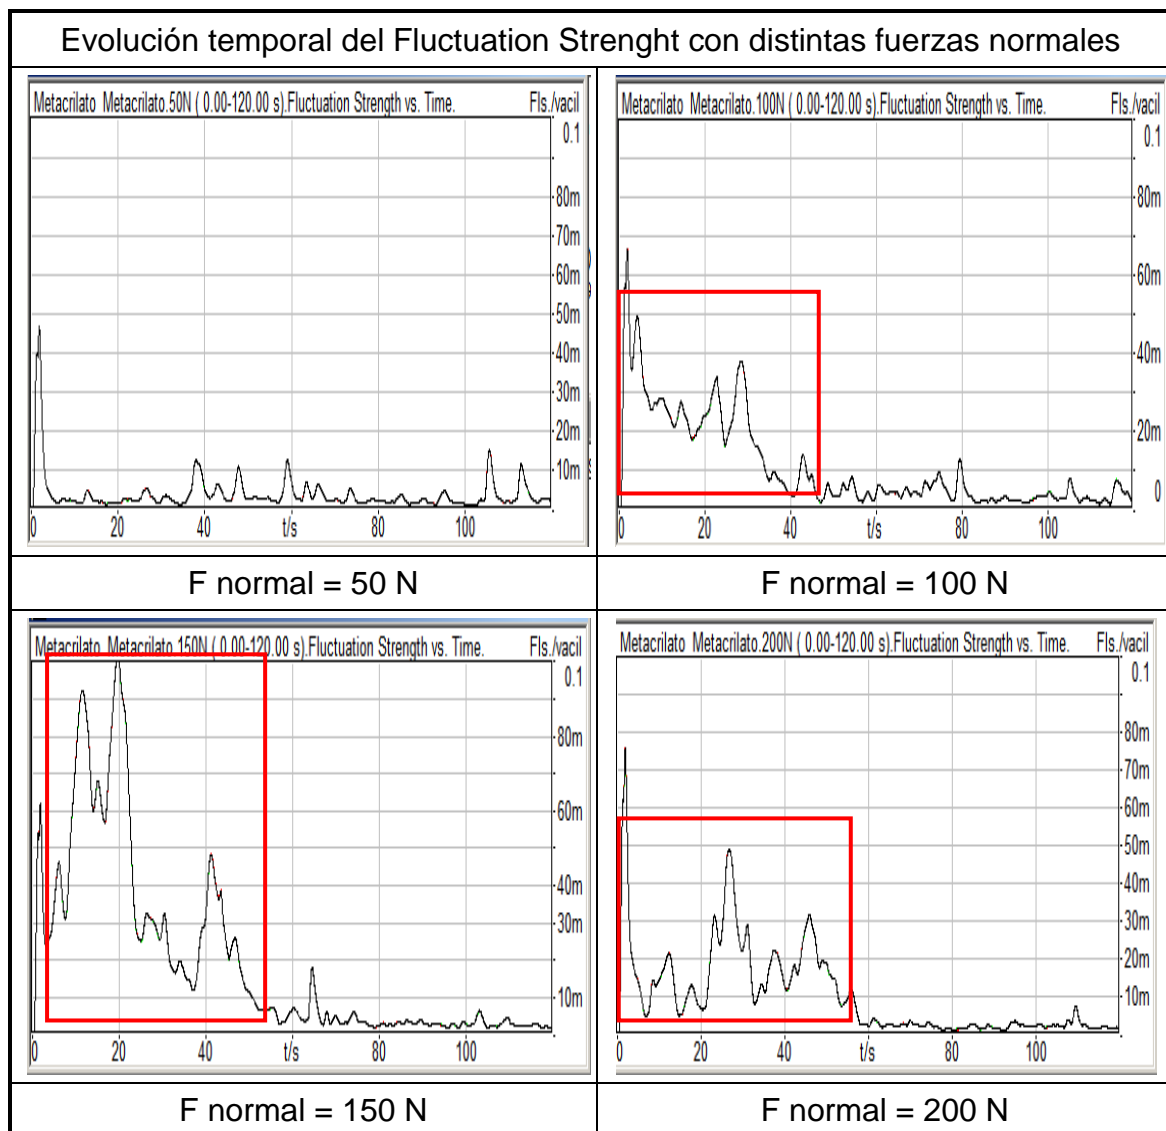 Evolución temporal del Fluctuation Strenght con distintas fuerzas normales
Metacrilato Metacrilato.50N ( 0.00-120.00 s).Fluctuation Strength vs. Time. Fls./vacil
0.1
80m
70m
60m
50m
40m
30m
20m
10m
0 20 40 t/s 80 100
Metacrilato Metacrilato.100N ( 0.00-120.00 s).Fluctuation Strength vs. Time. Fls./vacil
0.1
80m
60m
40m
20m
0
0 20 40 t/s 80 100
F normal = 50 N
F normal = 100 N
Metacrilato Metacrilato.150N ( 0.00-120.00 s).Fluctuation Strength vs. Time. Fls./vacil
0.1
80m
60m
40m
30m
10m
0 20 40 t/s 80 100
Metacrilato Metacrilato.200N ( 0.00-120.00 s).Fluctuation Strength vs. Time. Fls./vacil
0.1
80m
70m
60m
50m
40m
30m
20m
10m
0 20 40 t/s 80 100
F normal = 150 N
F normal = 200 N